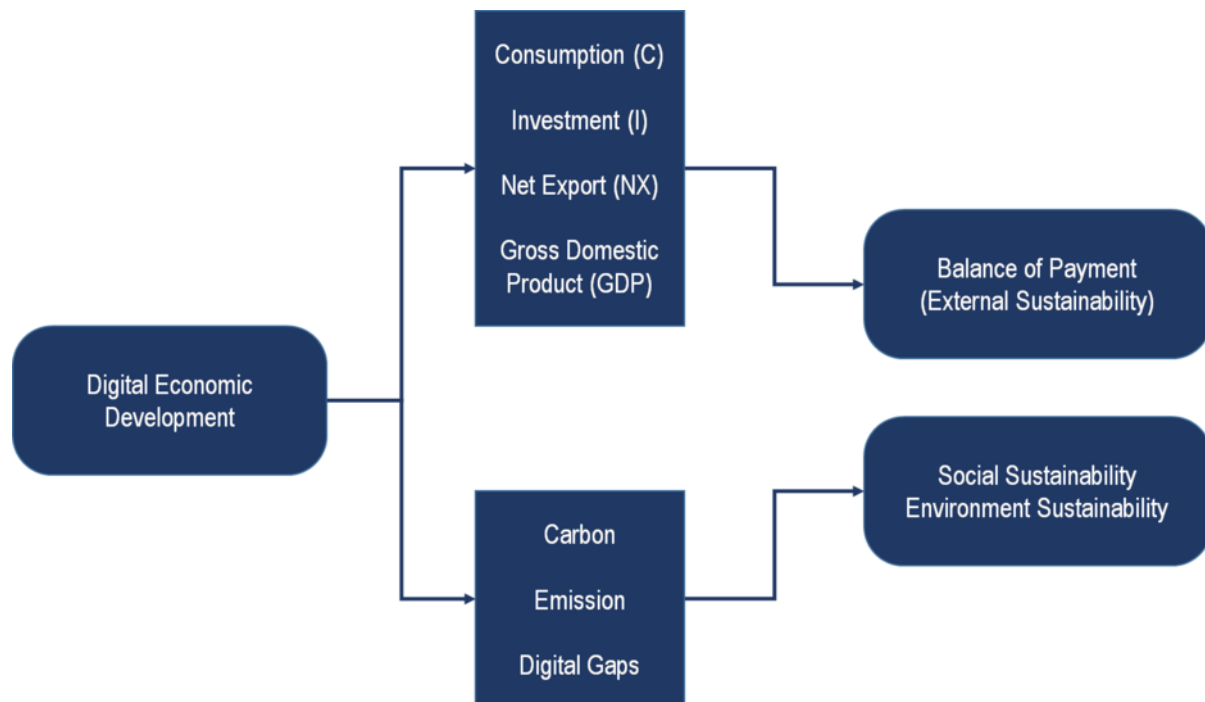 Consumption (C)
Investment (I)
Net Export (NX)
Gross Domestic
Product (GDP)
Balance of Payment
(External Sustainability)
Digital Economic
Development
Social Sustainability
Environment Sustainability
Carbon
Emission
Digital Gaps